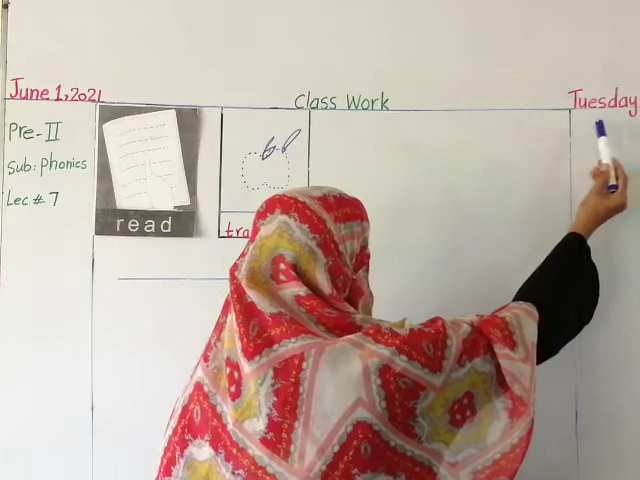 June 1, 2021
Class Work
Tuesday
Pre-II
Sub: Phonics
Lec # 7
read